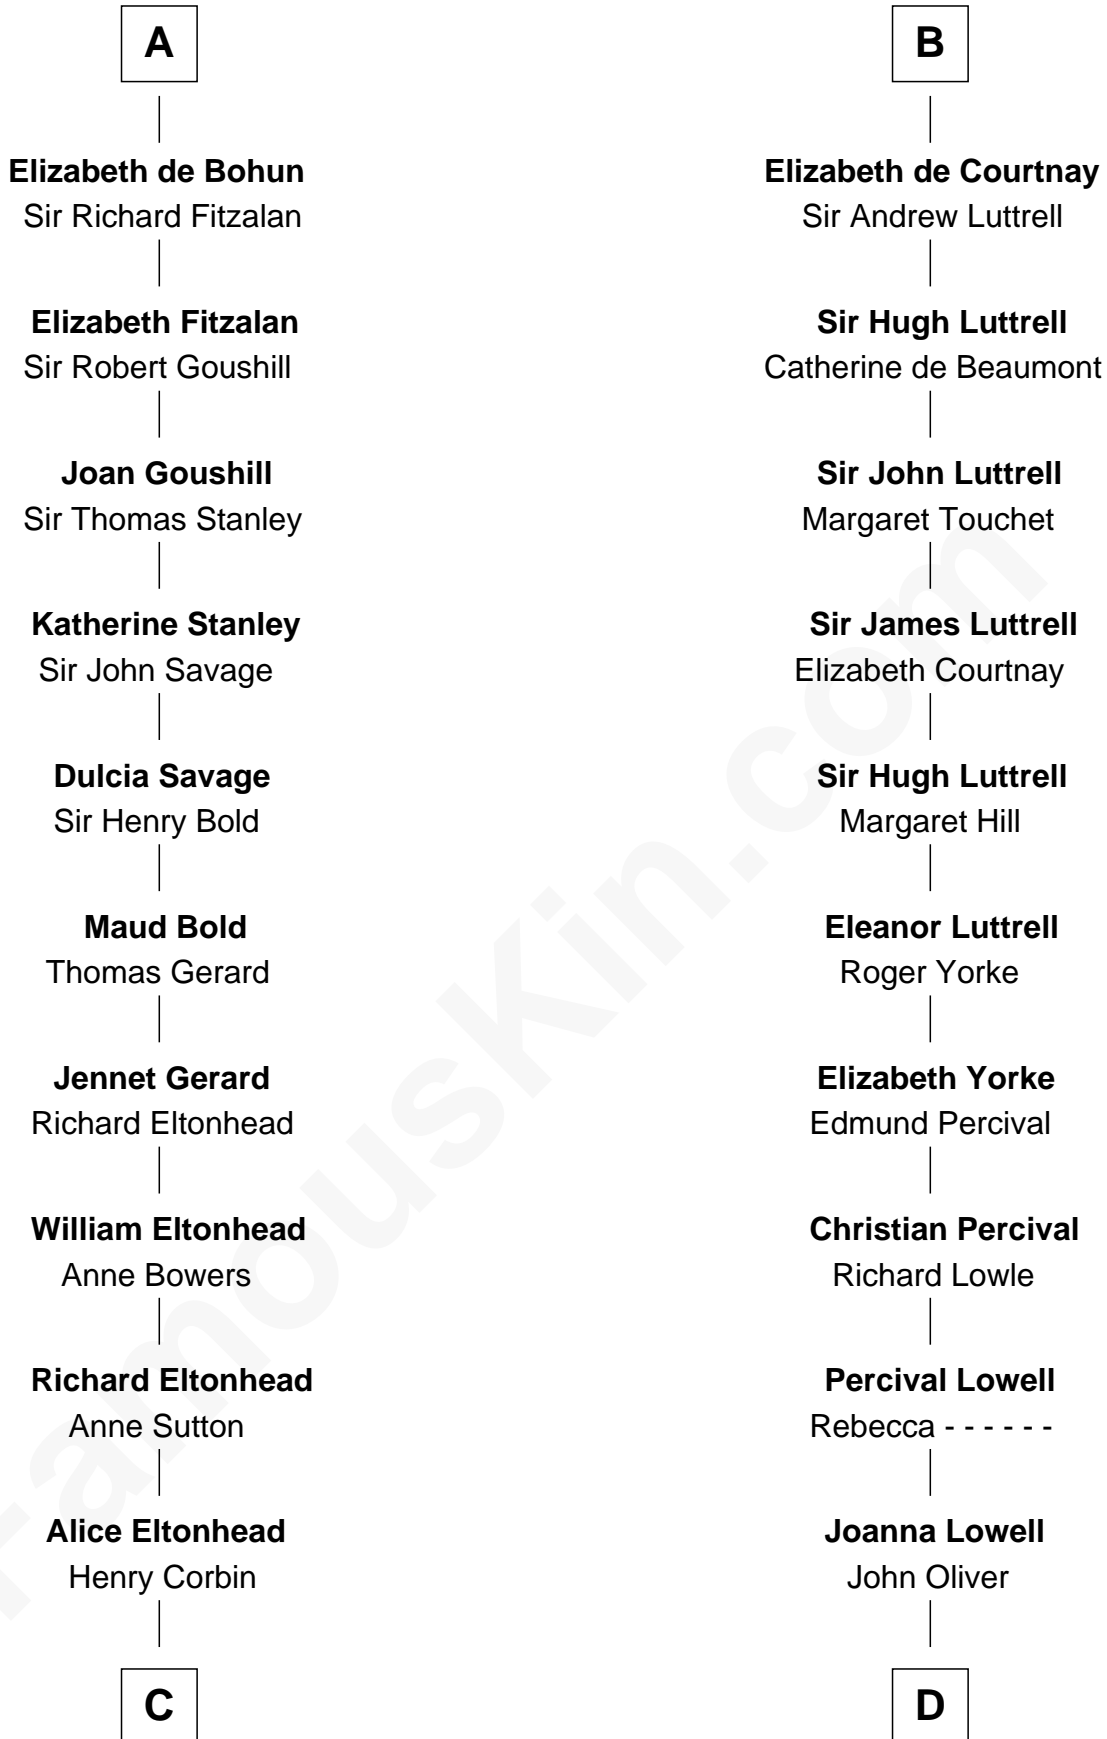 A
Elizabeth de Bohun
Sir Richard Fitzalan
Elizabeth Fitzalan
Sir Robert Goushill
Joan Goushill
Sir Thomas Stanley
Katherine Stanley
Sir John Savage
Dulcia Savage
Sir Henry Bold
Maud Bold
Thomas Gerard
Jennet Gerard
Richard Eltonhead
William Eltonhead
Anne Bowers
Richard Eltonhead
Anne Sutton
Alice Eltonhead
Henry Corbin
C
B
Elizabeth de Courtnay
Sir Andrew Luttrell
Sir Hugh Luttrell
Catherine de Beaumont
Sir John Luttrell
Margaret Touchet
Sir James Luttrell
Elizabeth Courtnay
Sir Hugh Luttrell
Margaret Hill
Eleanor Luttrell
Roger Yorke
Elizabeth Yorke
Edmund Percival
Christian Percival
Richard Lowle
Percival Lowell
Rebecca - - - - - -
Joanna Lowell
John Oliver
D
FamousKin.com